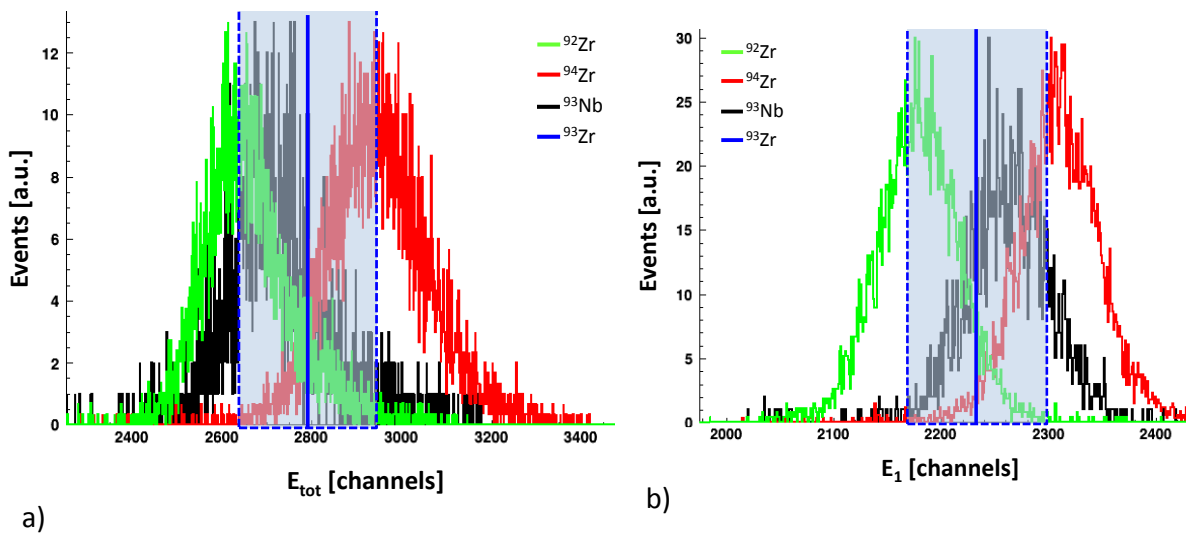 12
10
8
6
4
2
0
Events [a.u.]
⁹²Zr
⁹⁴Zr
⁹³Nb
⁹³Zr
2400 2600 2800 3000 3200 3400
E_tot [channels]
a)
30
25
20
15
10
5
0
Events [a.u.]
⁹²Zr
⁹⁴Zr
⁹³Nb
⁹³Zr
2000 2100 2200 2300 2400
E₁ [channels]
b)